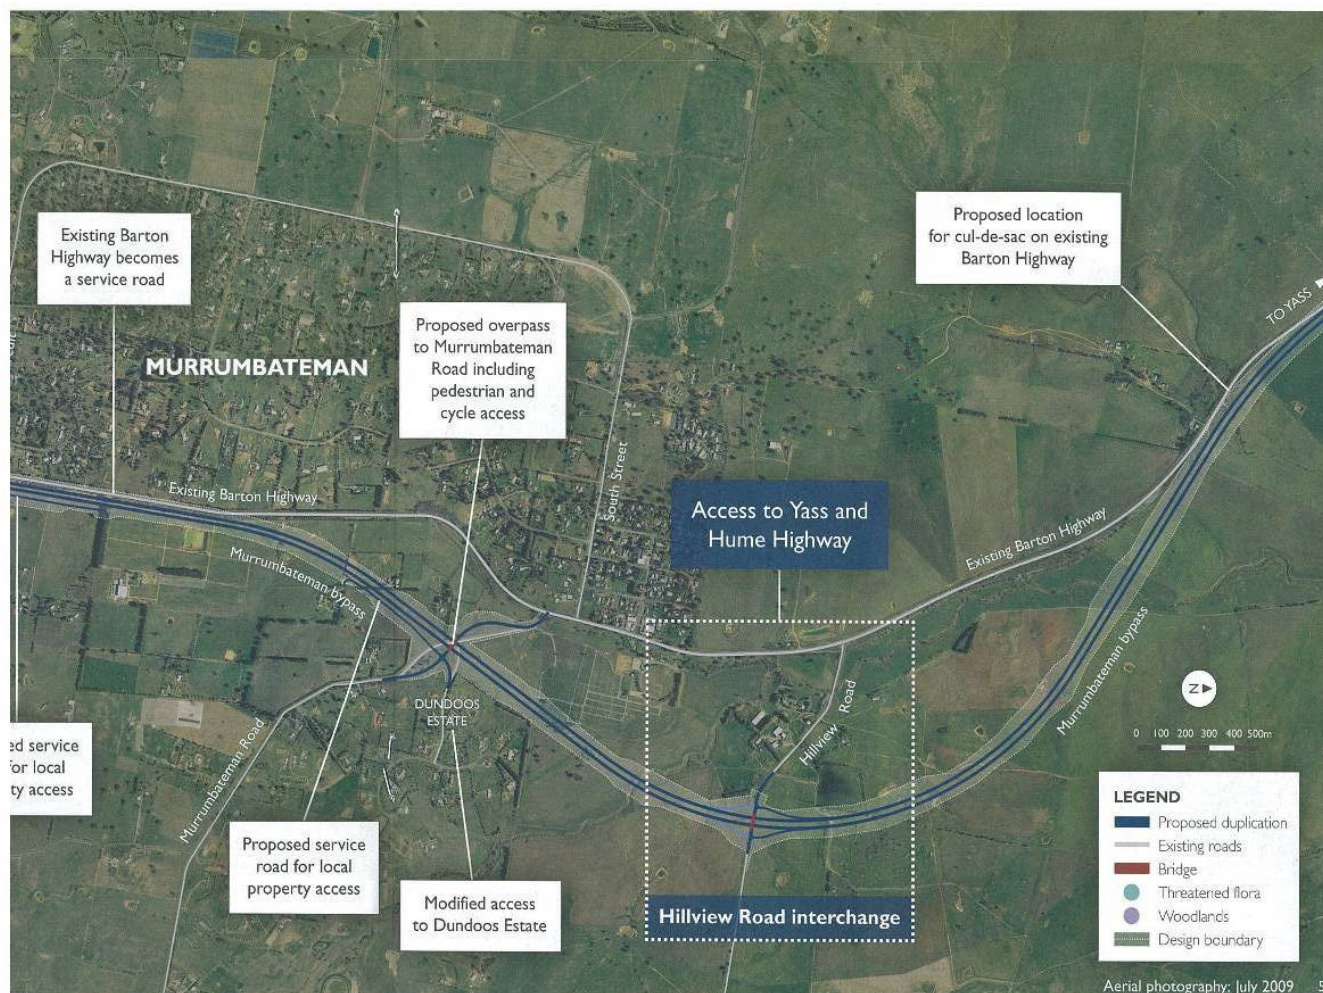 Existing Barton
Highway becomes
a service road
Proposed location
for cul-de-sac on existing
Barton Highway
TO YASS
Proposed overpass
to Murrumbateman
Road including
pedestrian and
cycle access
MURRUMBATEMAN
South Street
Existing Barton Highway
Access to Yass and
Hume Highway
Existing Barton Highway
Murrumbateman bypass
Murrumbateman bypass
Hillview Road
DUNDOOS
ESTATE
Murrumbateman Road
ed service
for local
ty access
Proposed service
road for local
property access
Modified access
to Dundoos Estate
Hillview Road interchange
N
0 100 200 300 400 500m
LEGEND
Proposed duplication
Existing roads
Bridge
Threatened flora
Woodlands
Design boundary
Aerial photography: July 2009 5